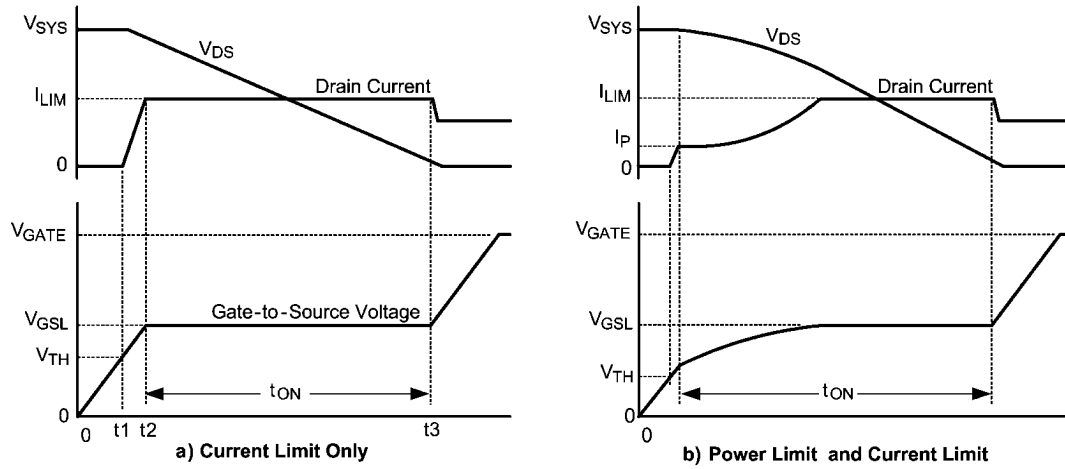 VSYS
VDS
ILIM
Drain Current
0
VGATE
VGSL
Gate-to-Source Voltage
VTH
tON
0
0 t1 t2 t3
a) Current Limit Only
VSYS
VDS
ILIM
Drain Current
IP
0
VGATE
VGSL
VTH
tON
0
0
b) Power Limit and Current Limit